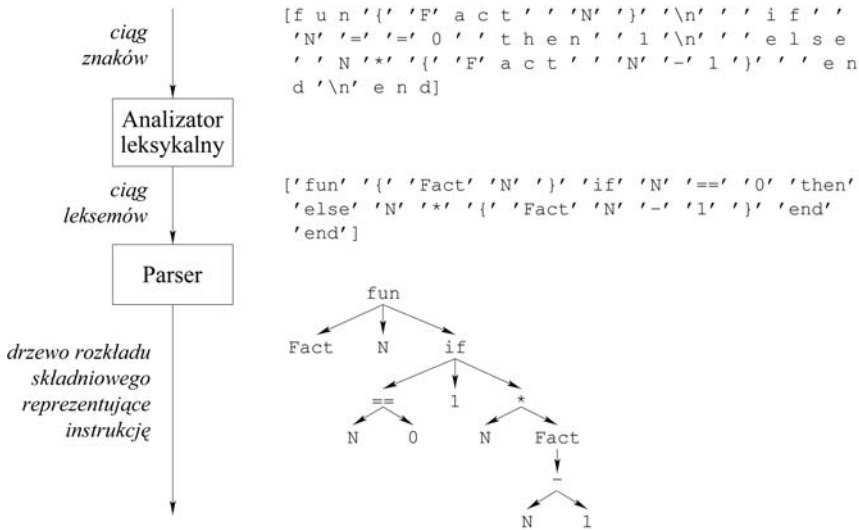 ciąg
znaków
[f u n '{' 'F' a c t ' ' 'N' '}' '\n' ' ' i f ' '
'N' '=' '=' 0 ' ' t h e n ' ' 1 '\n' ' ' e l s e
' ' N '*' '{' 'F' a c t ' ' 'N' '-' 1 '}' ' ' e n
d '\n' e n d]
Analizator
leksykalny
ciąg
leksemów
['fun' '{' 'Fact' 'N' '}' 'if' 'N' '==' '0' 'then'
'else' 'N' '*' '{' 'Fact' 'N' '-' '1' '}' 'end'
'end']
Parser
drzewo rozkładu
składniowego
reprezentujące
instrukcję
fun
Fact N if
== 1 *
N 0 N Fact
-
N 1